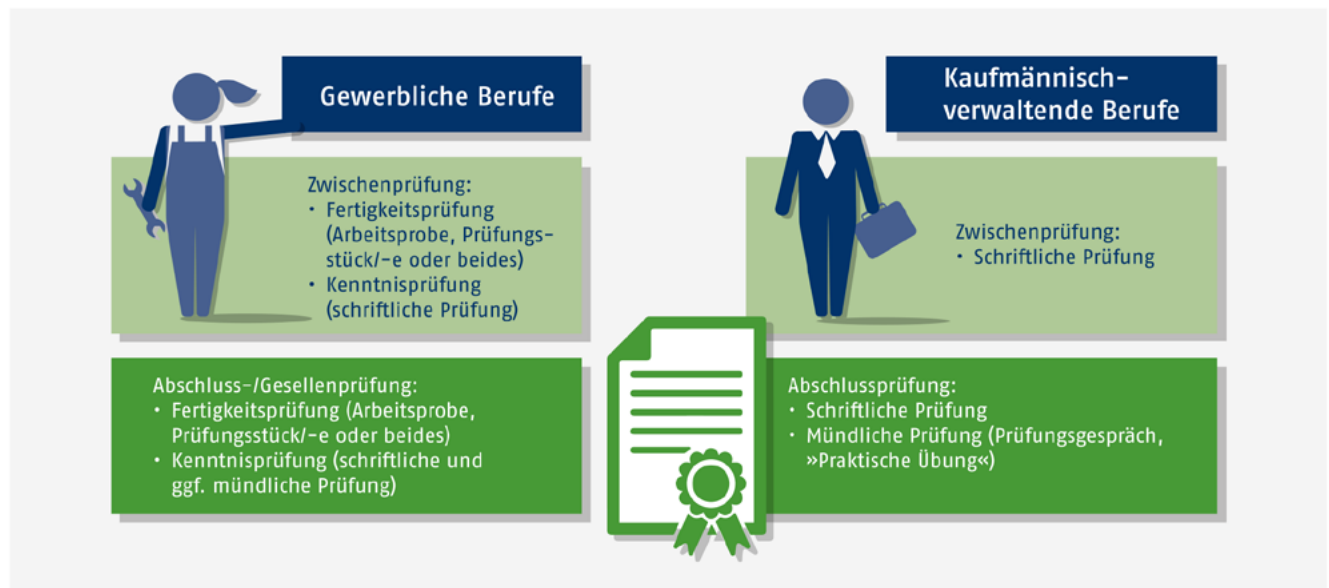 Gewerbliche Berufe
Zwischenprüfung:
• Fertigkeitsprüfung
(Arbeitsprobe, Prüfungs-
stück/-e oder beides)
• Kenntnisprüfung
(schriftliche Prüfung)
Abschluss-/Gesellenprüfung:
• Fertigkeitsprüfung (Arbeitsprobe,
Prüfungsstück/-e oder beides)
• Kenntnisprüfung (schriftliche und
ggf. mündliche Prüfung)
Kaufmännisch-
verwaltende Berufe
Zwischenprüfung:
• Schriftliche Prüfung
Abschlussprüfung:
• Schriftliche Prüfung
• Mündliche Prüfung (Prüfungsgespräch,
»Praktische Übung«)